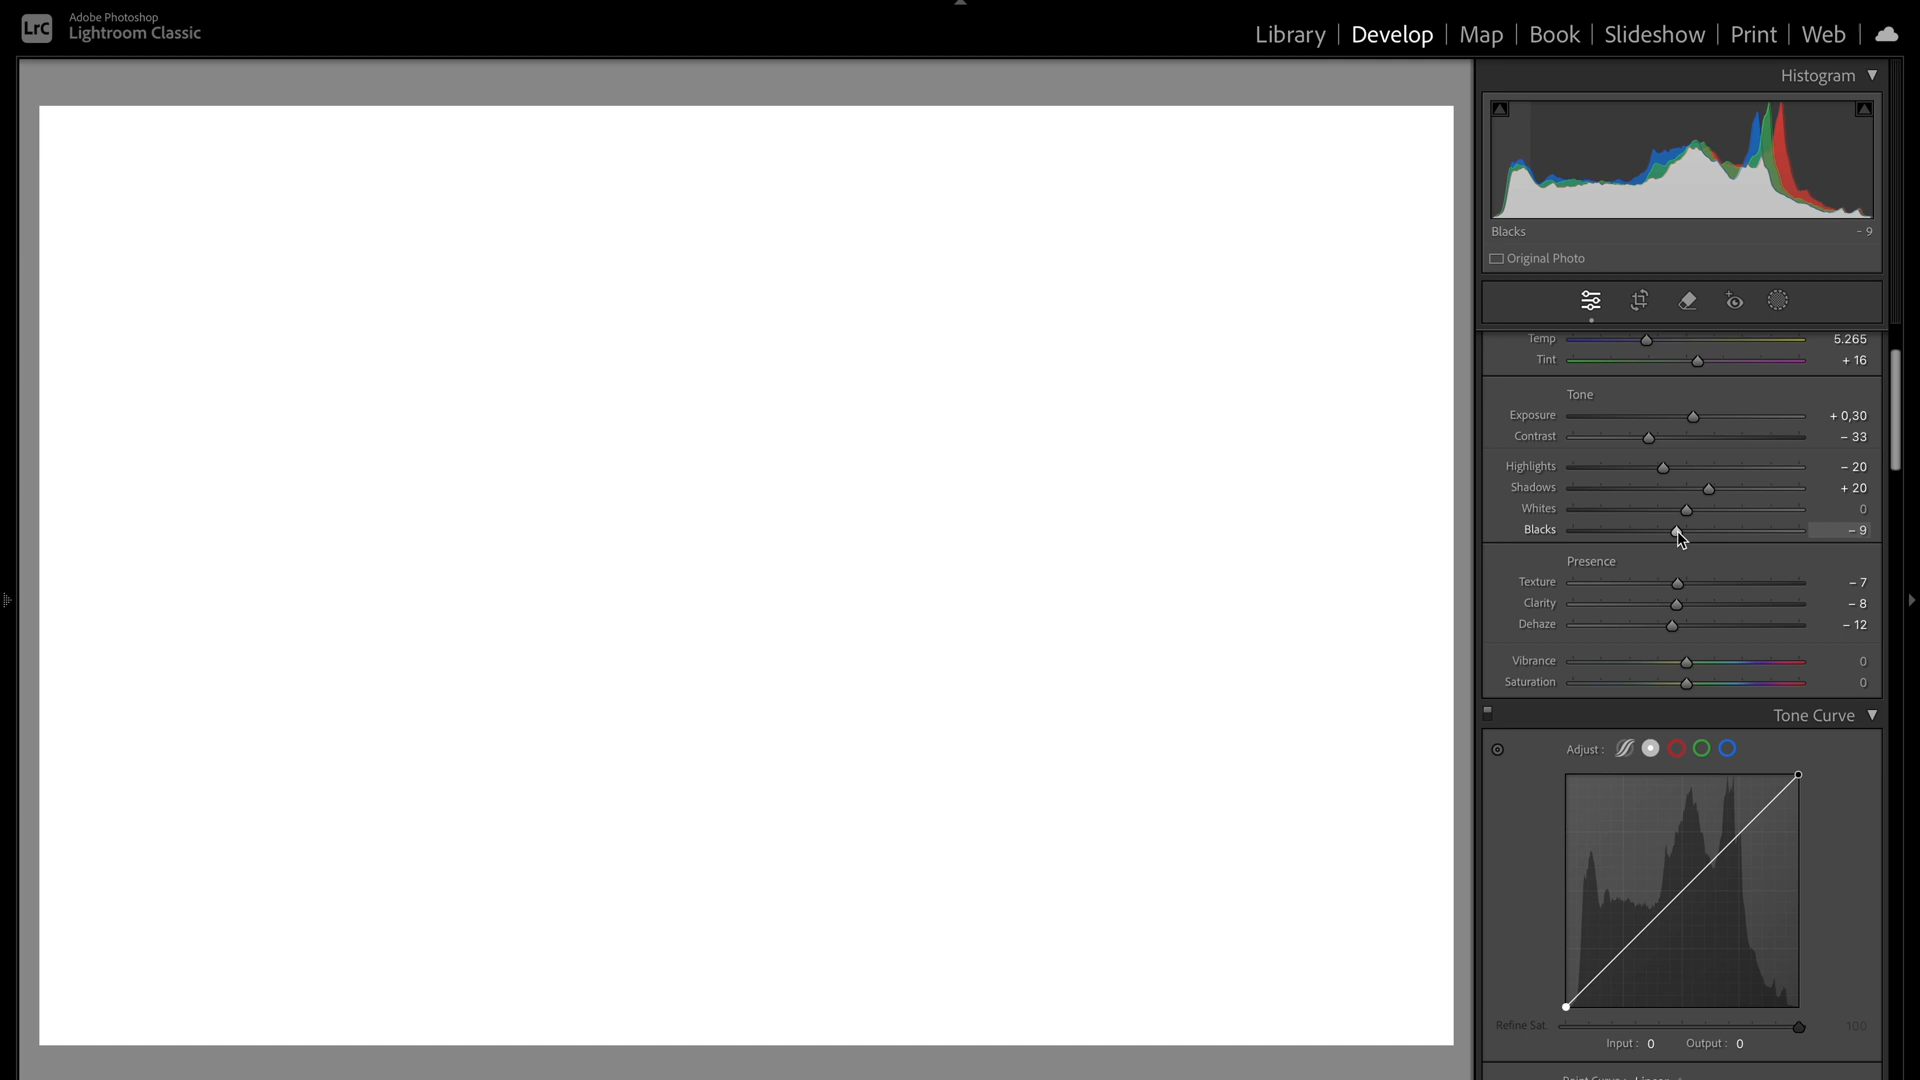 LrC
Adobe Photoshop
Lightroom Classic
Library | Develop | Map | Book | Slideshow | Print | Web
Histogram
Blacks - 9
Original Photo
Temp 5.265
Tint + 16
Tone
Exposure + 0,30
Contrast - 33
Highlights - 20
Shadows + 20
Whites 0
Blacks - 9
Presence
Texture - 7
Clarity - 8
Dehaze - 12
Vibrance 0
Saturation 0
Tone Curve
Adjust :
Refine Sat. 100
Input : 0 Output : 0